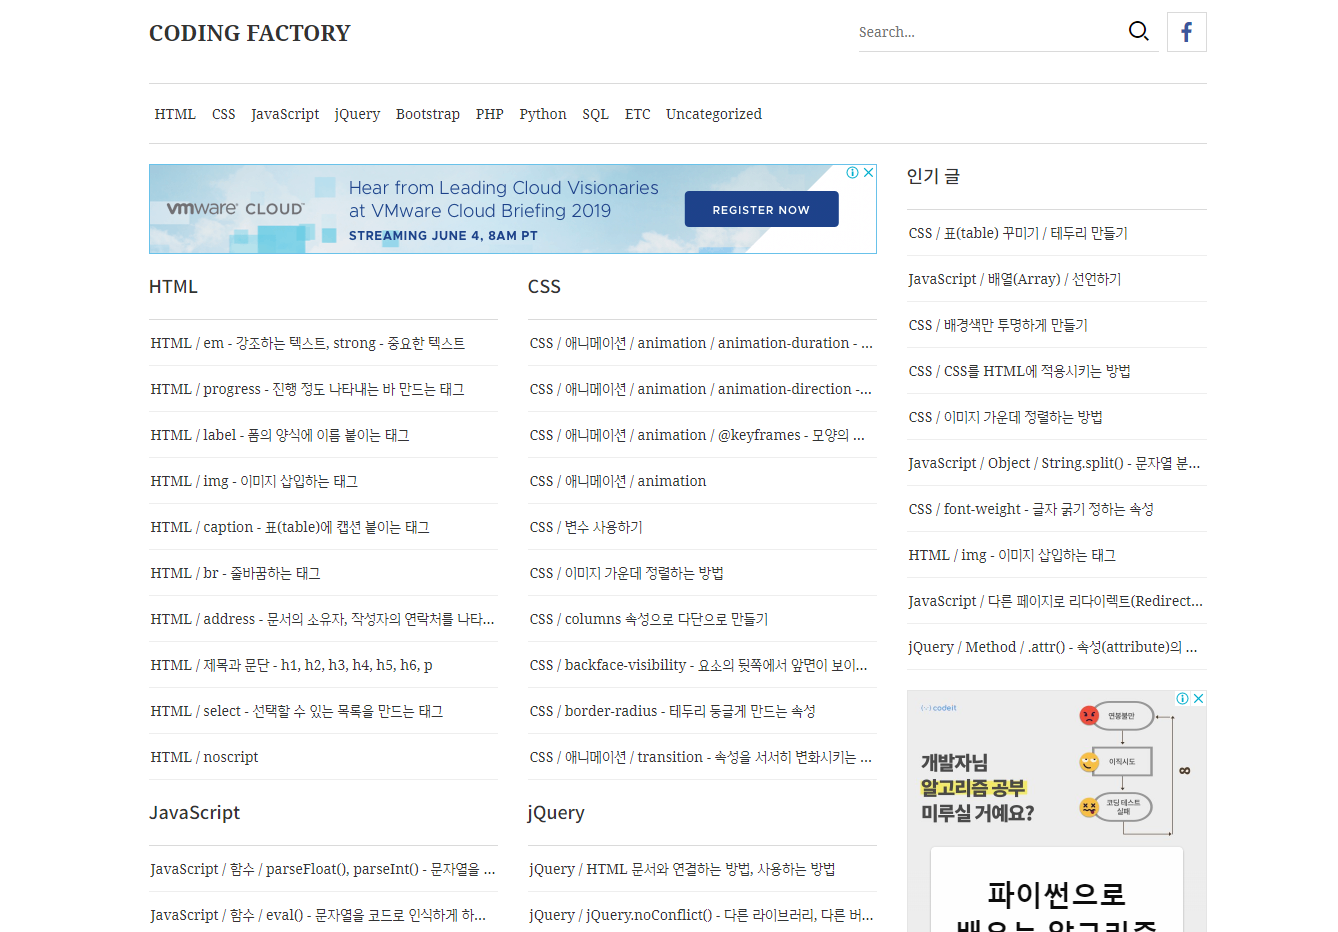 CODING FACTORY
Search...
HTML CSS JavaScript jQuery Bootstrap PHP Python SQL ETC Uncategorized
vmware CLOUD
Hear from Leading Cloud Visionaries
at VMware Cloud Briefing 2019
STREAMING JUNE 4, 8AM PT
REGISTER NOW
HTML
HTML / em - 강조하는 텍스트, strong - 중요한 텍스트
HTML / progress - 진행 정도 나타내는 바 만드는 태그
HTML / label - 폼의 양식에 이름 붙이는 태그
HTML / img - 이미지 삽입하는 태그
HTML / caption - 표(table)에 캡션 붙이는 태그
HTML / br - 줄바꿈하는 태그
HTML / address - 문서의 소유자, 작성자의 연락처를 나타...
HTML / 제목과 문단 - h1, h2, h3, h4, h5, h6, p
HTML / select - 선택할 수 있는 목록을 만드는 태그
HTML / noscript
CSS
CSS / 애니메이션 / animation / animation-duration - ...
CSS / 애니메이션 / animation / animation-direction -...
CSS / 애니메이션 / animation / @keyframes - 모양의 ...
CSS / 애니메이션 / animation
CSS / 변수 사용하기
CSS / 이미지 가운데 정렬하는 방법
CSS / columns 속성으로 다단으로 만들기
CSS / backface-visibility - 요소의 뒷쪽에서 앞면이 보이...
CSS / border-radius - 테두리 둥글게 만드는 속성
CSS / 애니메이션 / transition - 속성을 서서히 변화시키는 ...
JavaScript
JavaScript / 함수 / parseFloat(), parseInt() - 문자열을 ...
JavaScript / 함수 / eval() - 문자열을 코드로 인식하게 하...
jQuery
jQuery / HTML 문서와 연결하는 방법, 사용하는 방법
jQuery / jQuery.noConflict() - 다른 라이브러리, 다른 버...
인기 글
CSS / 표(table) 꾸미기 / 테두리 만들기
JavaScript / 배열(Array) / 선언하기
CSS / 배경색만 투명하게 만들기
CSS / CSS를 HTML에 적용시키는 방법
CSS / 이미지 가운데 정렬하는 방법
JavaScript / Object / String.split() - 문자열 분...
CSS / font-weight - 글자 굵기 정하는 속성
HTML / img - 이미지 삽입하는 태그
JavaScript / 다른 페이지로 리다이렉트(Redirect...
jQuery / Method / .attr() - 속성(attribute)의 ...
codeit
개발자님
알고리즘 공부
미루실 거예요?
연봉불만
이직시도
코딩 테스트
실패
∞
파이썬으로
배우는 알고리즘